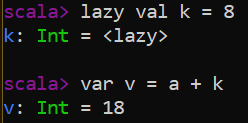 scala> lazy val k = 8
k: Int = <lazy>
scala> var v = a + k
v: Int = 18